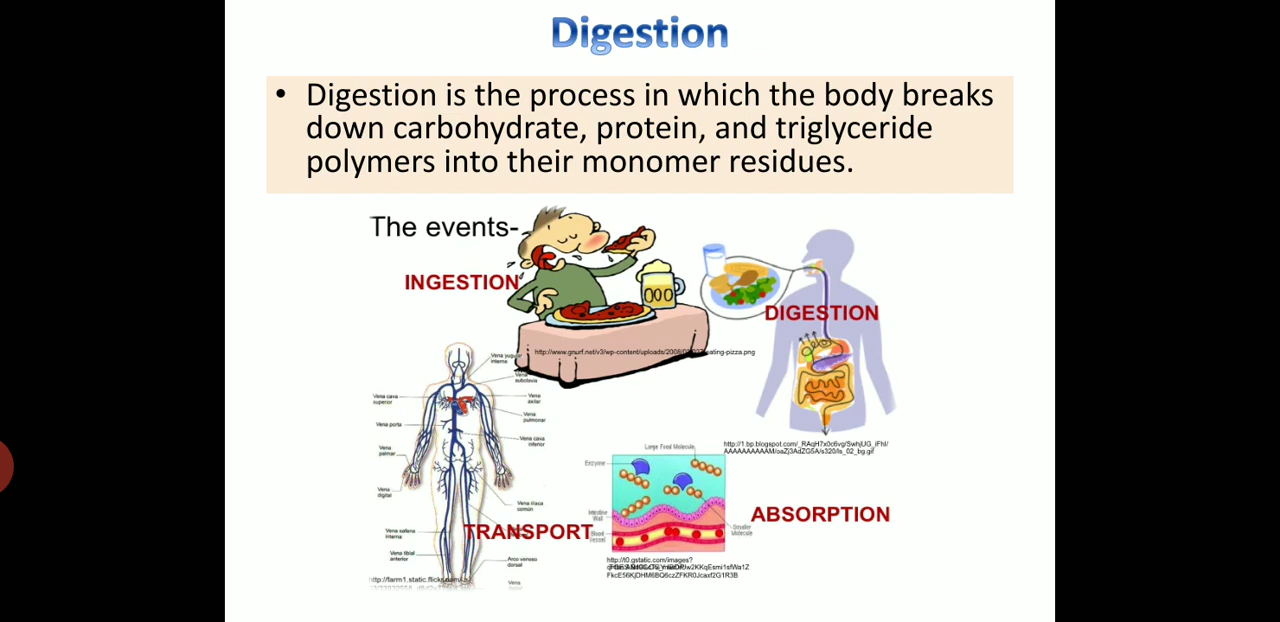 Digestion
• Digestion is the process in which the body breaks
down carbohydrate, protein, and triglyceride
polymers into their monomer residues.
The events-
INGESTION
000
http://www.gnurf.net/v3/wp-content/uploads/2008/
eating-pizza.png
DIGESTION
http://1.bp.blogspot.com/_RAqH7x0c6vg/SwhjUG_iFhI/
AAAAAAAAAAM/oaZj3AdZG5A/s320/ls_02_bg.gif
Vena yugular
interna
Vena
subclavia
Vena cava
superior
Vena
axilar
Vena porta
Vena
pulmonar
Vena
palmar
Vena cava
inferior
Vena
digital
Vena iliaca
común
Vena safena
interna
Vena tibial
anterior
Arco venoso
dorsal
Vena
TRANSPORT
http://farm1.static.flickr.com/
Large Food Molecule
Enzyme
Intestine
Wall
Blood
Vessel
Smaller
Molecule
ABSORPTION
http://t0.gstatic.com/images?
FkcE56KjDHM6BQ6czZFKR0Jcaxf2G1R3B